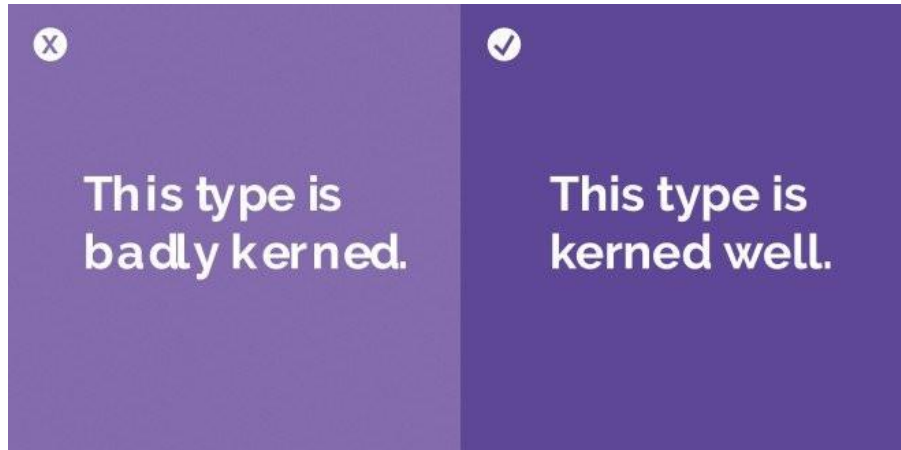 X
This type is
badly kerned.
✓
This type is
kerned well.